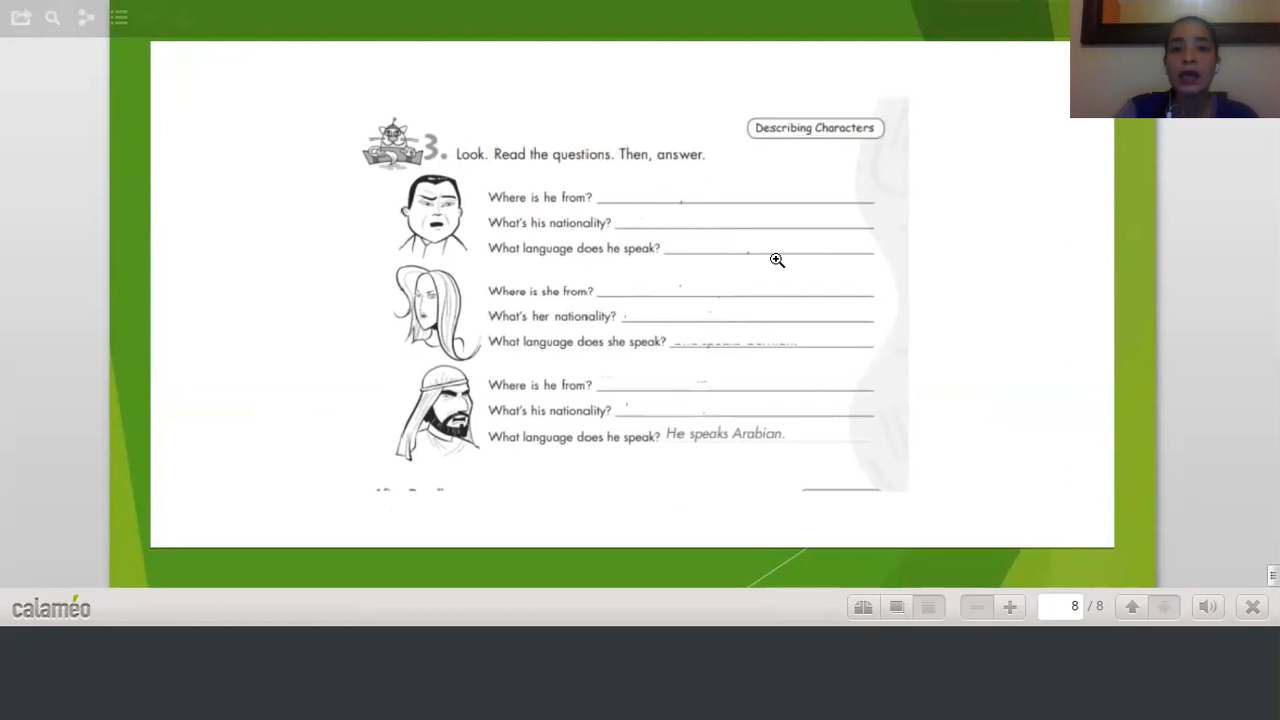 Describing Characters
3. Look. Read the questions. Then, answer.
Where is he from?
What's his nationality?
What language does he speak?
Where is she from?
What's her nationality?
What language does she speak?
Where is he from?
What's his nationality?
What language does he speak? He speaks Arabian.
calaméo
8 / 8